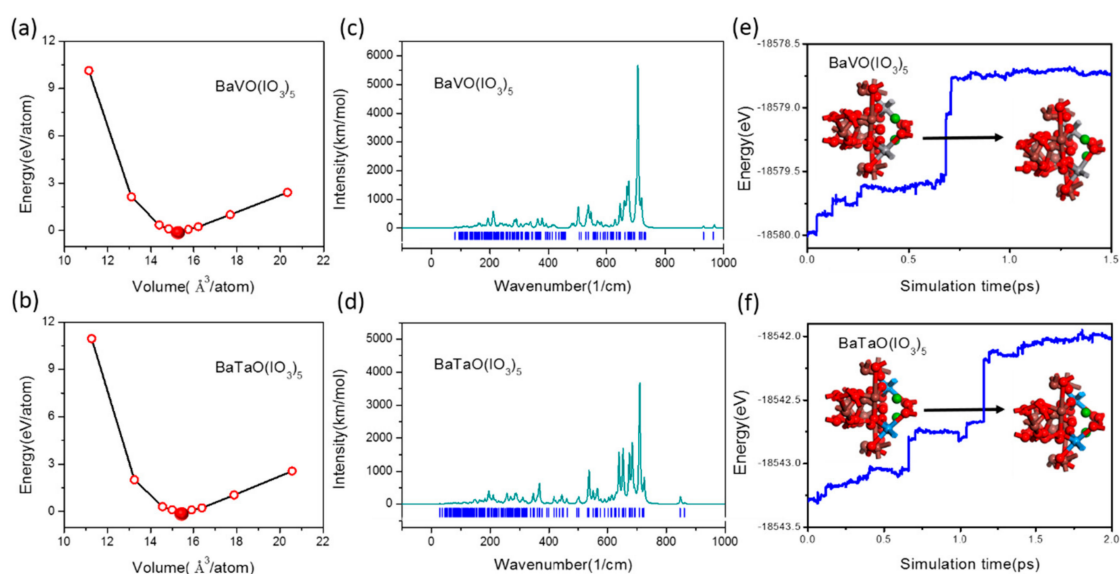 (a)
12
9
6
3
0
Energy(eV/atom)
BaVO(IO₃)₅
10 12 14 16 18 20 22
Volume( Å³/atom)
(c)
6000
5000
4000
3000
2000
1000
0
Intensity(km/mol)
BaVO(IO₃)₅
0 200 400 600 800 1000
Wavenumber(1/cm)
(e)
-18578.5
-18579.0
-18579.5
-18580.0
Energy(eV)
BaVO(IO₃)₅
0.0 0.5 1.0 1.5
Simulation time(ps)
(b)
12
9
6
3
0
Energy(eV/atom)
BaTaO(IO₃)₅
10 12 14 16 18 20 22
Volume( Å³/atom)
(d)
5000
4000
3000
2000
1000
0
Intensity(km/mol)
BaTaO(IO₃)₅
0 200 400 600 800 1000
Wavenumber(1/cm)
(f)
-18542.0
-18542.5
-18543.0
-18543.5
Energy(eV)
BaTaO(IO₃)₅
0.0 0.5 1.0 1.5 2.0
Simulation time(ps)